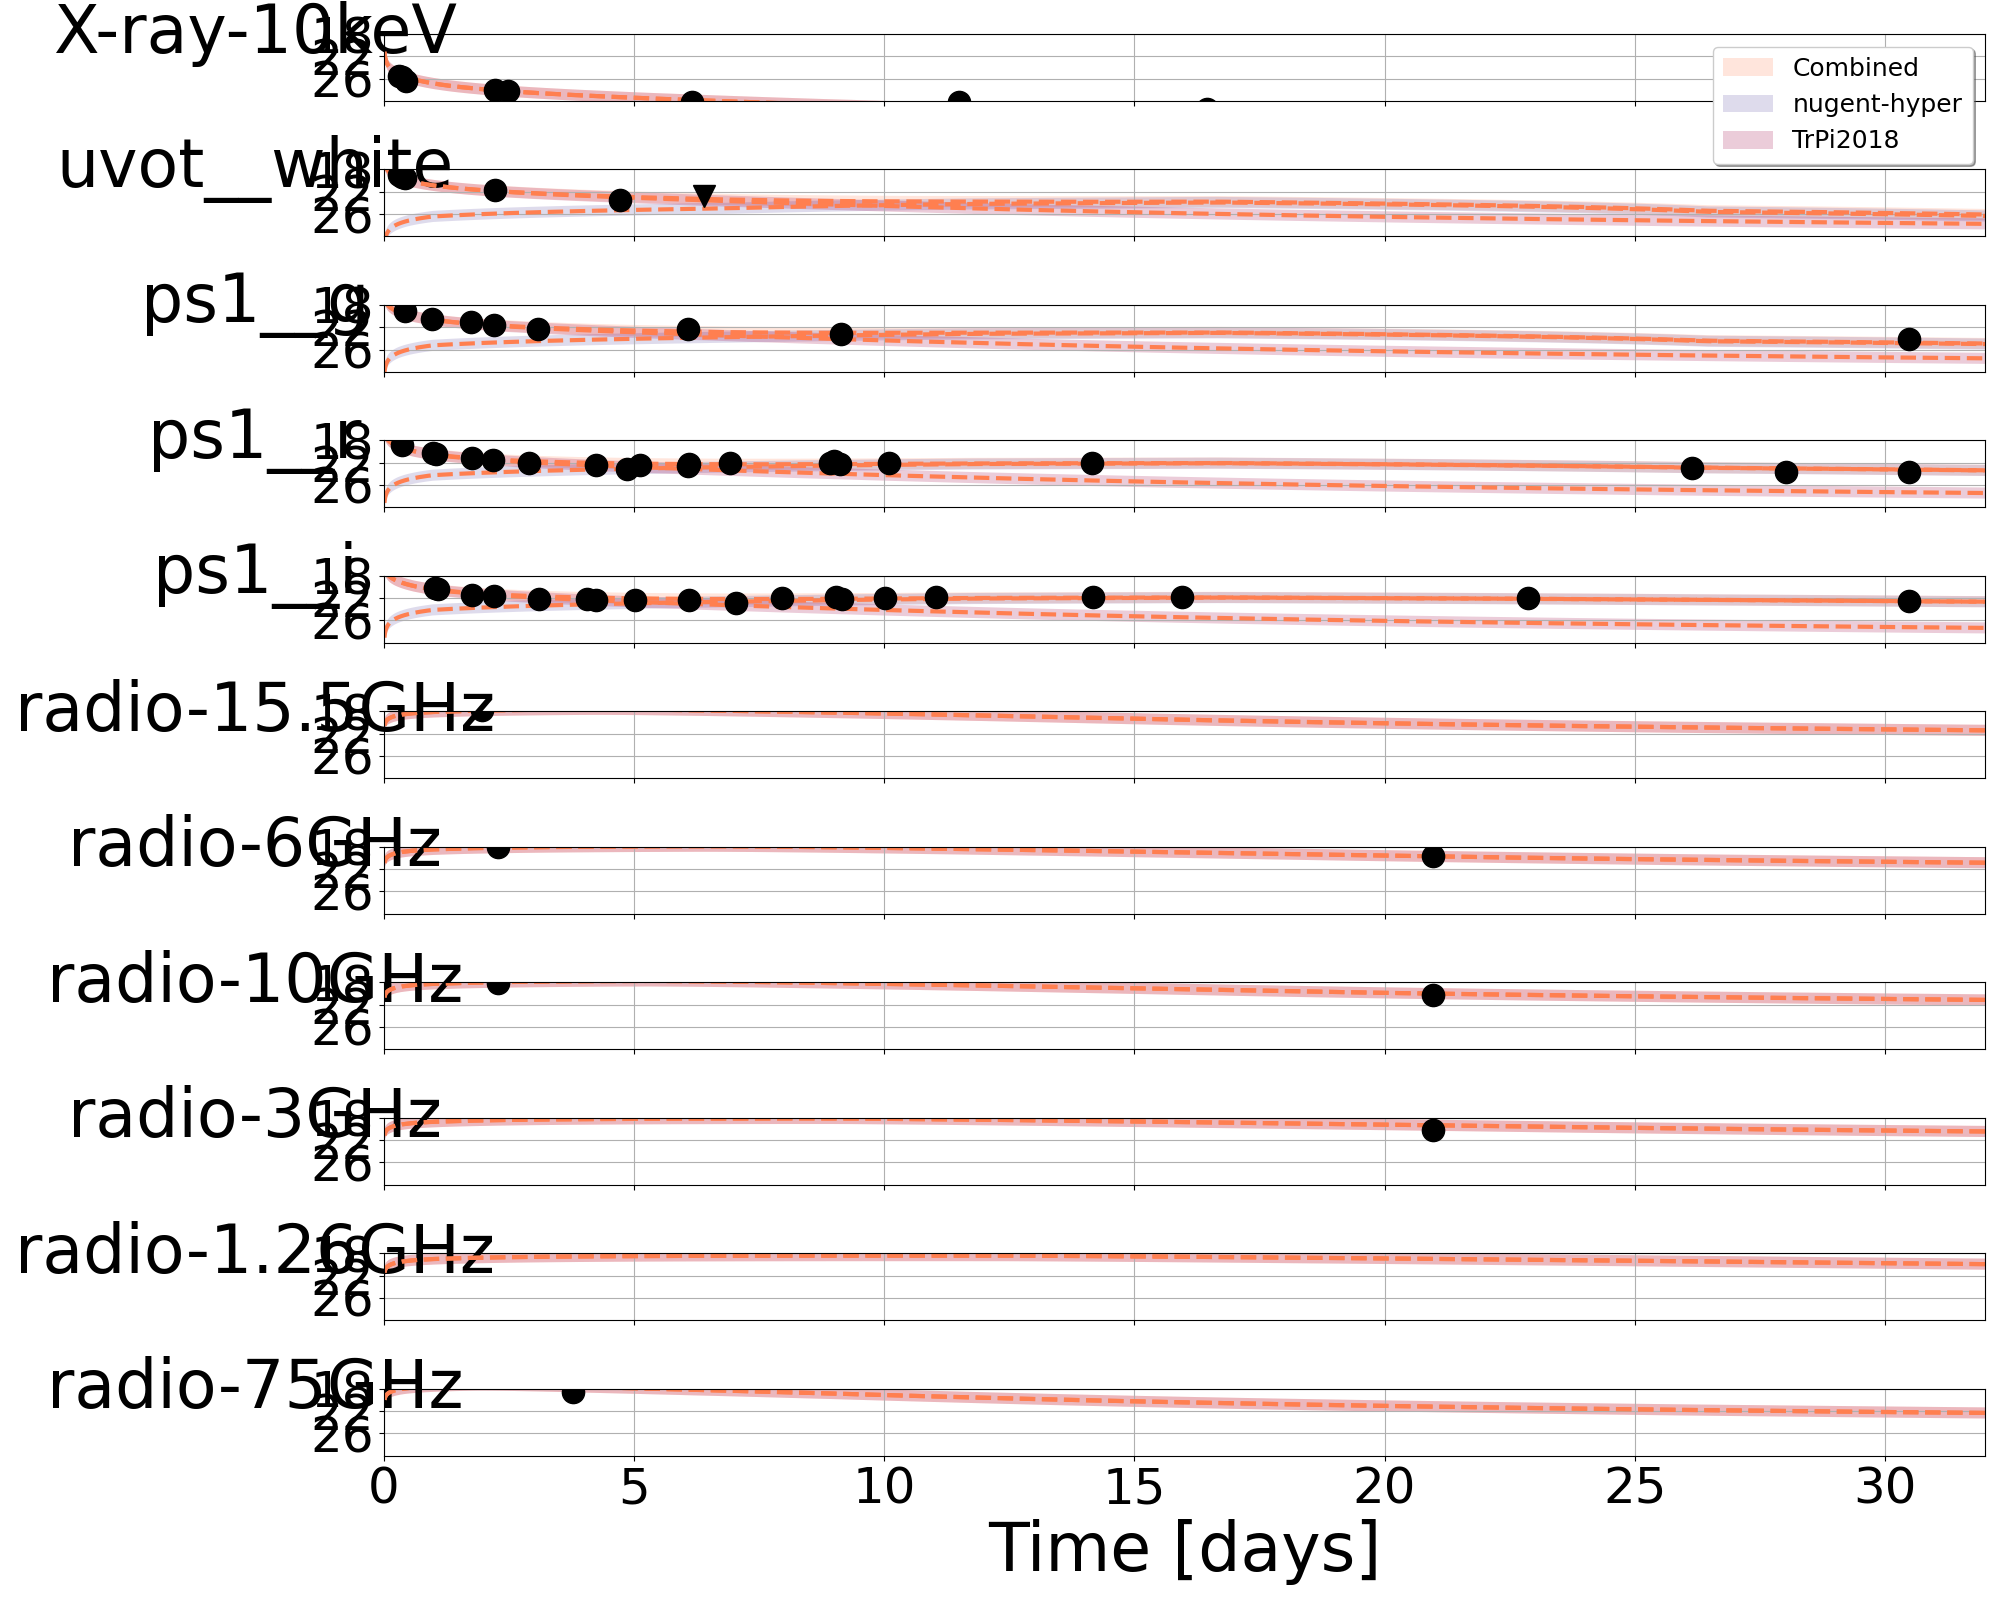 X-ray-10keV
18
22
26
Combined
nugent-hyper
TrPi2018
uvot__white
18
22
26
ps1__g
18
22
26
ps1__r
18
22
26
ps1__i
18
22
26
radio-15.5GHz
18
22
26
radio-6GHz
18
22
26
radio-10GHz
18
22
26
radio-3GHz
18
22
26
radio-1.26GHz
18
22
26
radio-75GHz
18
22
26
0 5 10 15 20 25 30
Time [days]